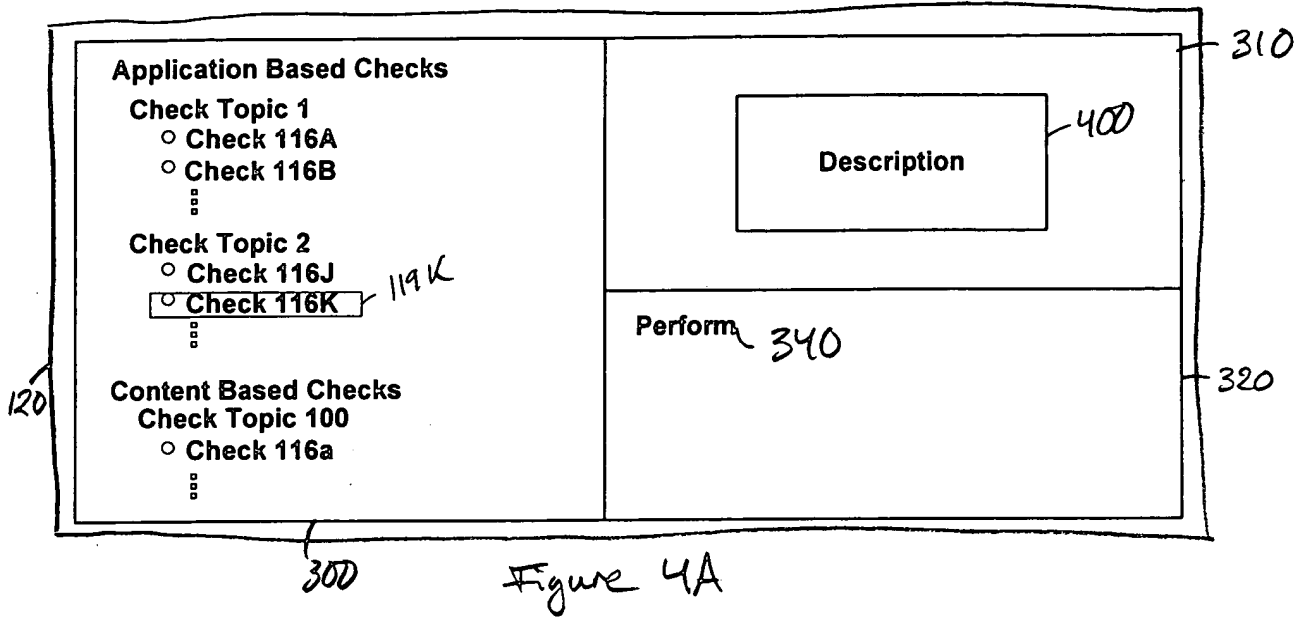 Application Based Checks
Check Topic 1
Check 116A
Check 116B
Check Topic 2
Check 116J
Check 116K
119K
Content Based Checks
Check Topic 100
Check 116a
310
400
Description
Perform
340
320
120
300
Figure 4A